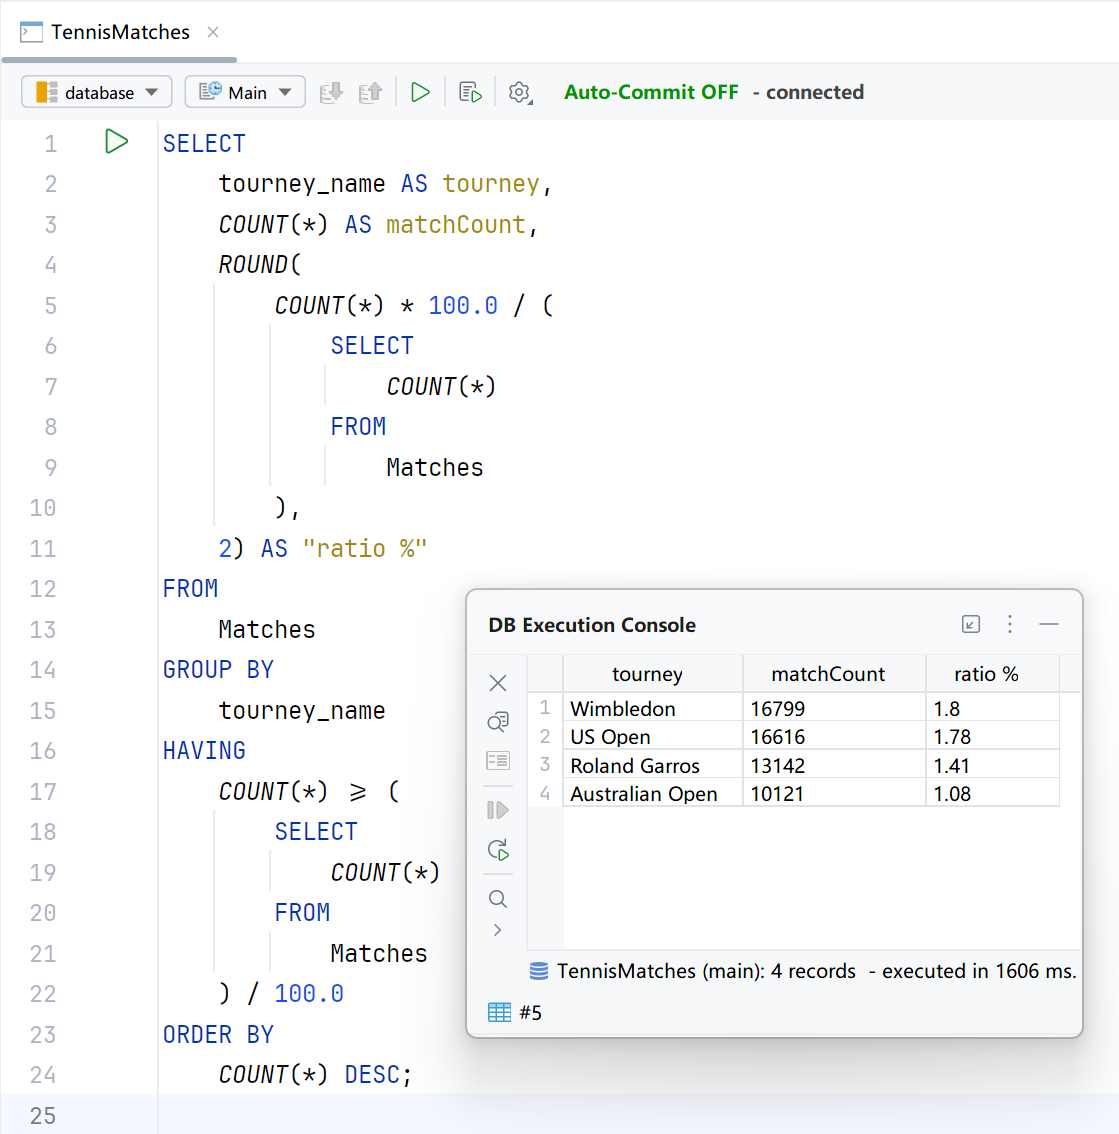 TennisMatches
database Main Auto-Commit OFF - connected
1 SELECT
2 tourney_name AS tourney,
3 COUNT(*) AS matchCount,
4 ROUND(
5 COUNT(*) * 100.0 / (
6 SELECT
7 COUNT(*)
8 FROM
9 Matches
10 ),
11 2) AS "ratio %"
12 FROM
13 Matches
14 GROUP BY
15 tourney_name
16 HAVING
17 COUNT(*) ⩾ (
18 SELECT
19 COUNT(*)
20 FROM
21 Matches
22 ) / 100.0
23 ORDER BY
24 COUNT(*) DESC;
25
DB Execution Console
tourney matchCount ratio %
1 Wimbledon 16799 1.8
2 US Open 16616 1.78
3 Roland Garros 13142 1.41
4 Australian Open 10121 1.08
TennisMatches (main): 4 records - executed in 1606 ms.
#5